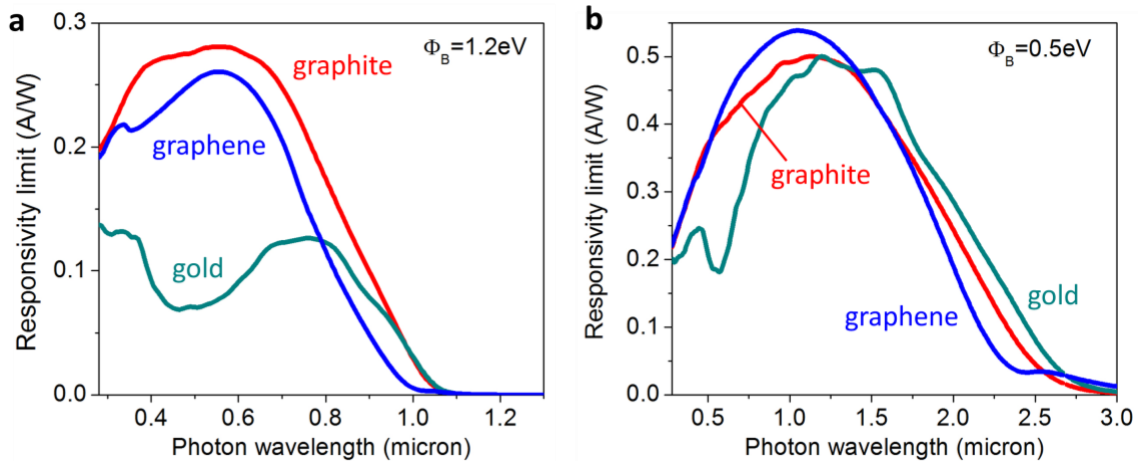 a
Φ_B=1.2eV
graphite
graphene
gold
Responsivity limit (A/W)
0.3
0.2
0.1
0.0
0.4 0.6 0.8 1.0 1.2
Photon wavelength (micron)
b
Φ_B=0.5eV
graphite
gold
graphene
Responsivity limit (A/W)
0.5
0.4
0.3
0.2
0.1
0.0
0.5 1.0 1.5 2.0 2.5 3.0
Photon wavelength (micron)